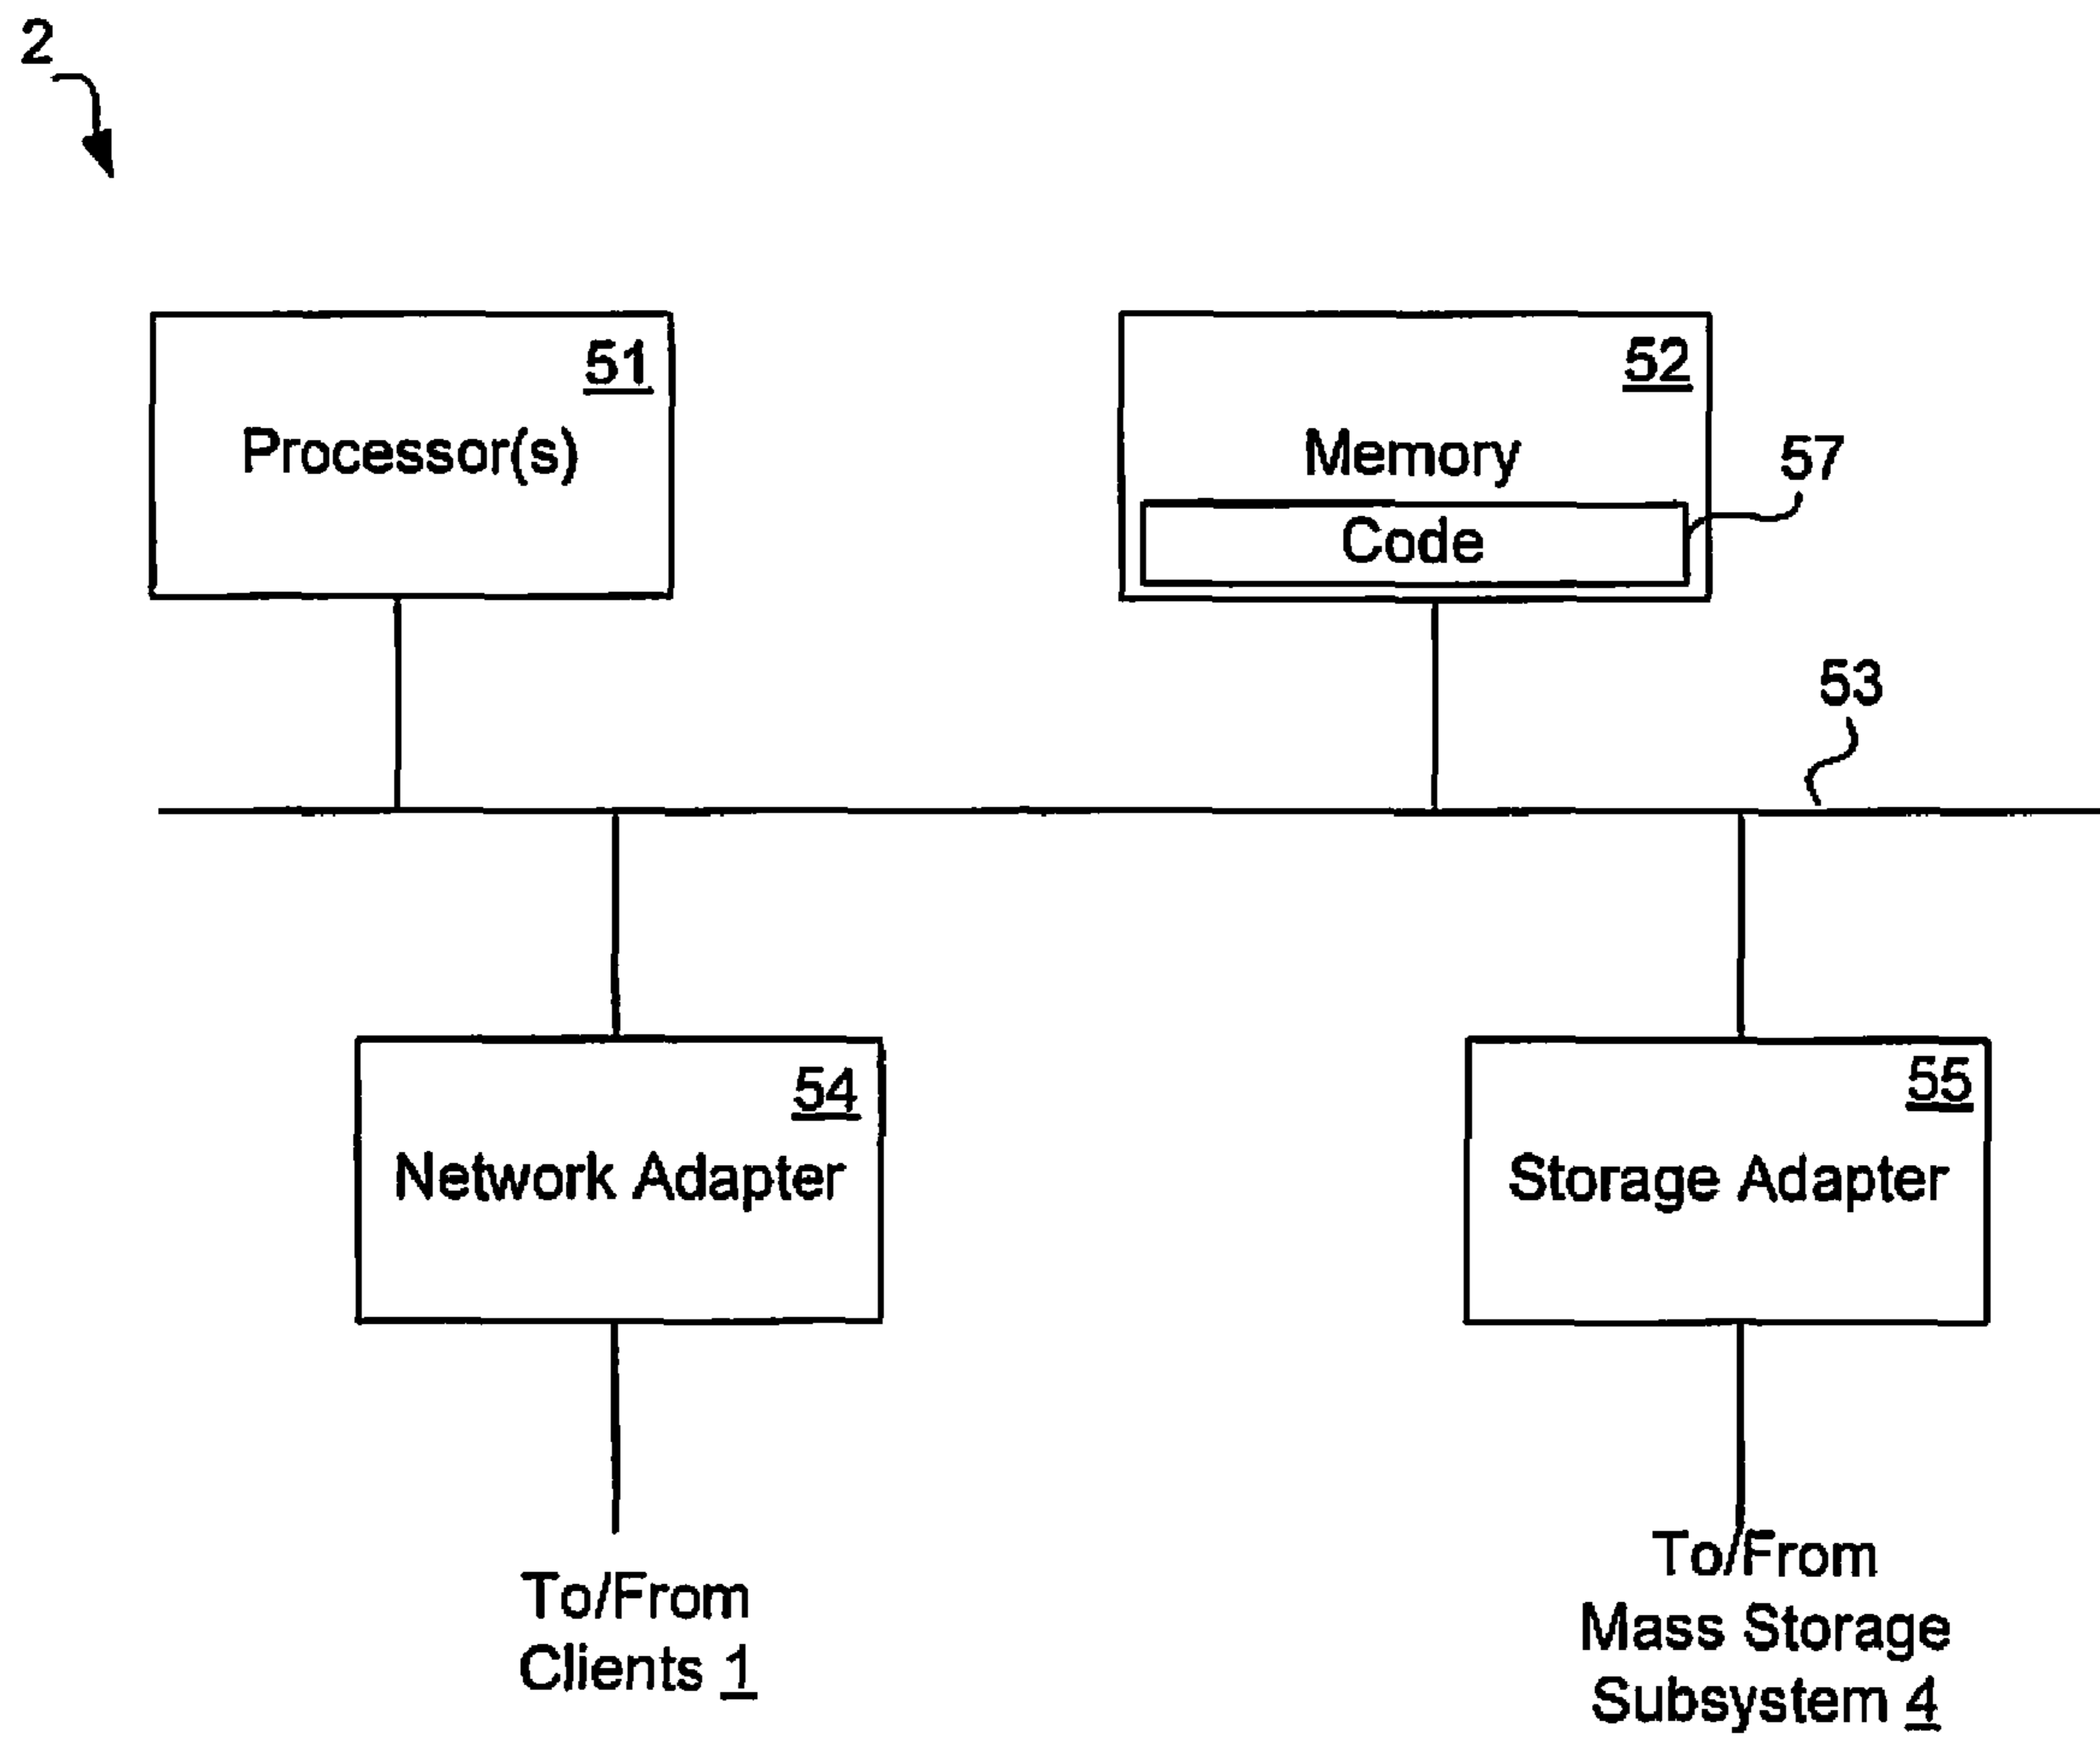 2
51
Processor(s)
52
Memory
57
Code
53
54
Network Adapter
55
Storage Adapter
To/From
Clients 1
To/From
Mass Storage
Subsystem 4